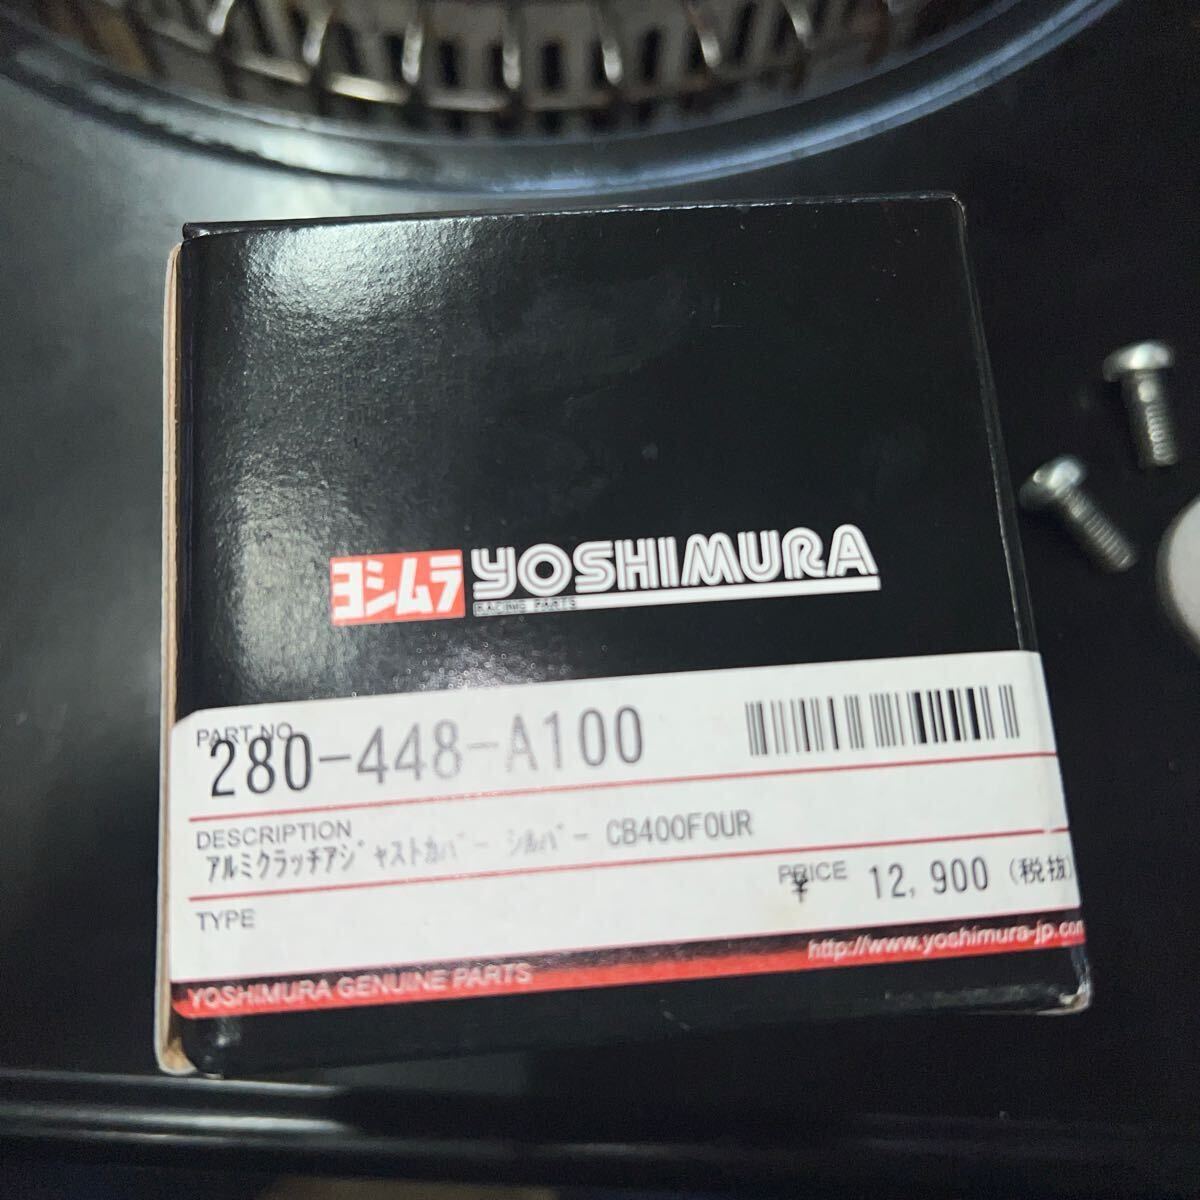 ヨシムラ YOSHIMURA
RACING PARTS
PART NO.
280-448-A100
DESCRIPTION
アルミクラッチアジャストカバー シルバー CB400FOUR
PRICE
¥ 12,900 (税抜)
TYPE
http://www.yoshimura-jp.com
YOSHIMURA GENUINE PARTS